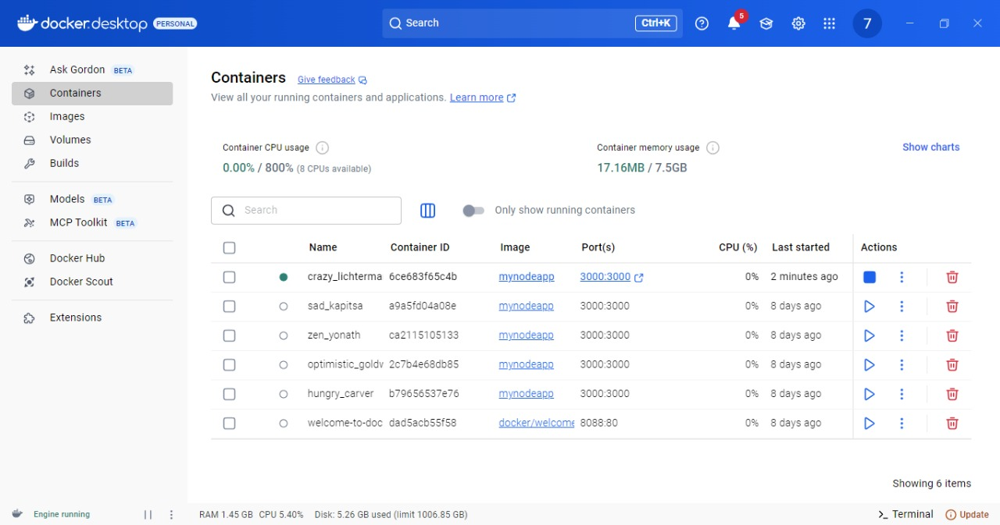 docker.desktop PERSONAL Search Ctrl+K 5 7
Ask Gordon BETA
Containers
Images
Volumes
Builds
Models BETA
MCP Toolkit BETA
Docker Hub
Docker Scout
Extensions
Containers Give feedback
View all your running containers and applications. Learn more
Container CPU usage Container memory usage Show charts
0.00% / 800% (8 CPUs available) 17.16MB / 7.5GB
Search Only show running containers
Name Container ID Image Port(s) CPU (%) Last started Actions
crazy_lichterma 6ce683f65c4b mynodeapp 3000:3000 0% 2 minutes ago
sad_kapitsa a9a5fd04a08e mynodeapp 3000:3000 0% 8 days ago
zen_yonath ca2115105133 mynodeapp 3000:3000 0% 8 days ago
optimistic_goldw 2c7b4e68db85 mynodeapp 3000:3000 0% 8 days ago
hungry_carver b79656537e76 mynodeapp 3000:3000 0% 8 days ago
welcome-to-doc dad5acb55f58 docker/welcome 8088:80 0% 8 days ago
Showing 6 items
Engine running RAM 1.45 GB CPU 5.40% Disk: 5.26 GB used (limit 1006.85 GB) Terminal Update